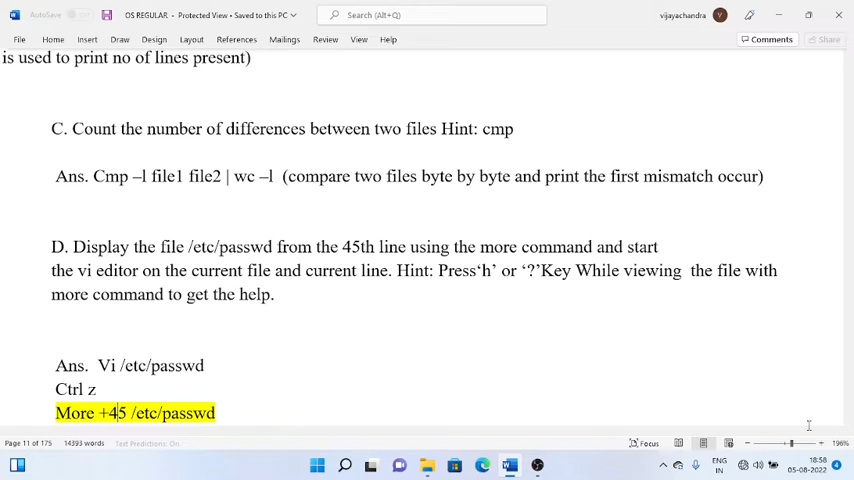 AutoSave Off OS REGULAR • Protected View • Saved to this PC Search (Alt+Q) vijayachandra
File Home Insert Draw Design Layout References Mailings Review View Help Comments Share
is used to print no of lines present)
C. Count the number of differences between two files Hint: cmp
Ans. Cmp –l file1 file2 | wc –l (compare two files byte by byte and print the first mismatch occur)
D. Display the file /etc/passwd from the 45th line using the more command and start
the vi editor on the current file and current line. Hint: Press‘h’ or ‘?’Key While viewing the file with
more command to get the help.
Ans. Vi /etc/passwd
Ctrl z
More +45 /etc/passwd
Page 11 of 175 14393 words Text Predictions: On Focus 196%
ENG
IN
18:58
05-08-2022
4